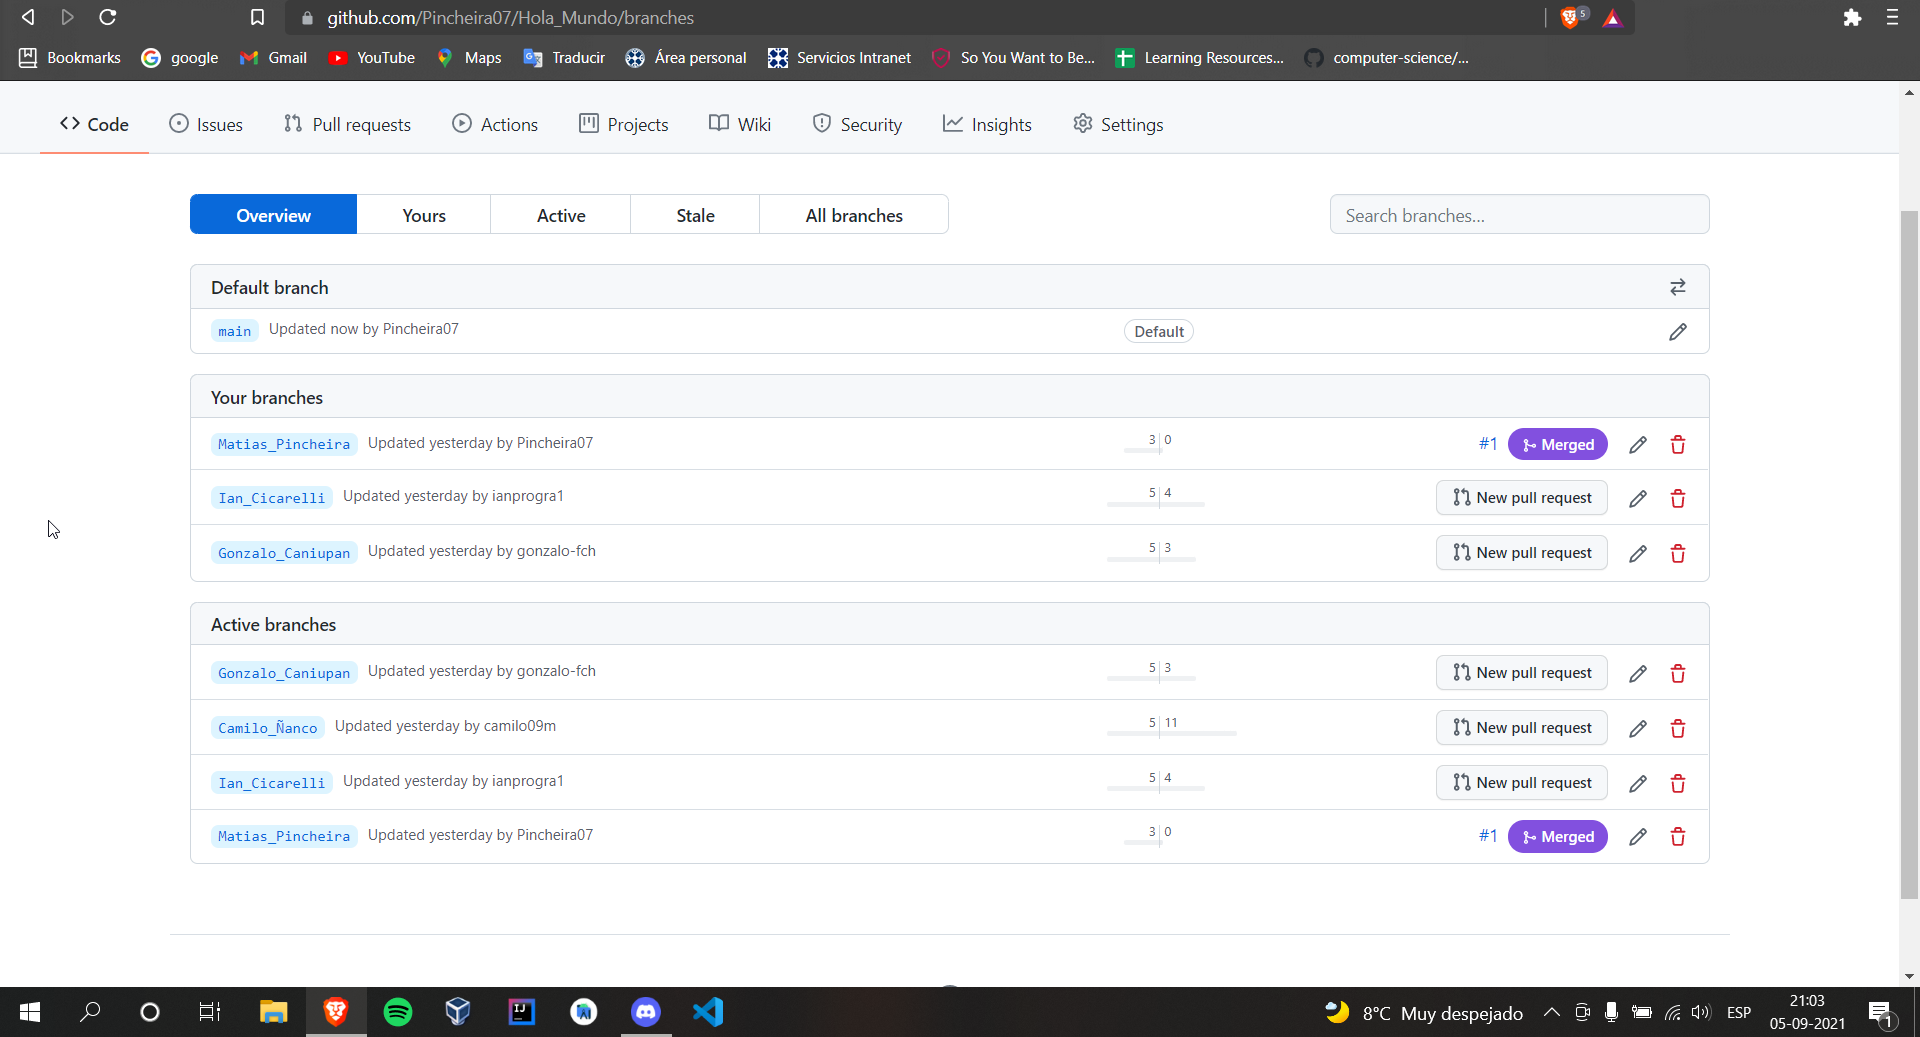 github.com/Pincheira07/Hola_Mundo/branches
5
Bookmarks google Gmail YouTube Maps Traducir Área personal Servicios Intranet So You Want to Be... Learning Resources... computer-science/...
Code Issues Pull requests Actions Projects Wiki Security Insights Settings
Overview Yours Active Stale All branches Search branches...
Default branch
main Updated now by Pincheira07 Default
Your branches
Matias_Pincheira Updated yesterday by Pincheira07 3 0 #1 Merged
Ian_Cicarelli Updated yesterday by ianprogra1 5 4 New pull request
Gonzalo_Caniupan Updated yesterday by gonzalo-fch 5 3 New pull request
Active branches
Gonzalo_Caniupan Updated yesterday by gonzalo-fch 5 3 New pull request
Camilo_Ñanco Updated yesterday by camilo09m 5 11 New pull request
Ian_Cicarelli Updated yesterday by ianprogra1 5 4 New pull request
Matias_Pincheira Updated yesterday by Pincheira07 3 0 #1 Merged
IJ
8°C Muy despejado ESP 21:03
05-09-2021
1